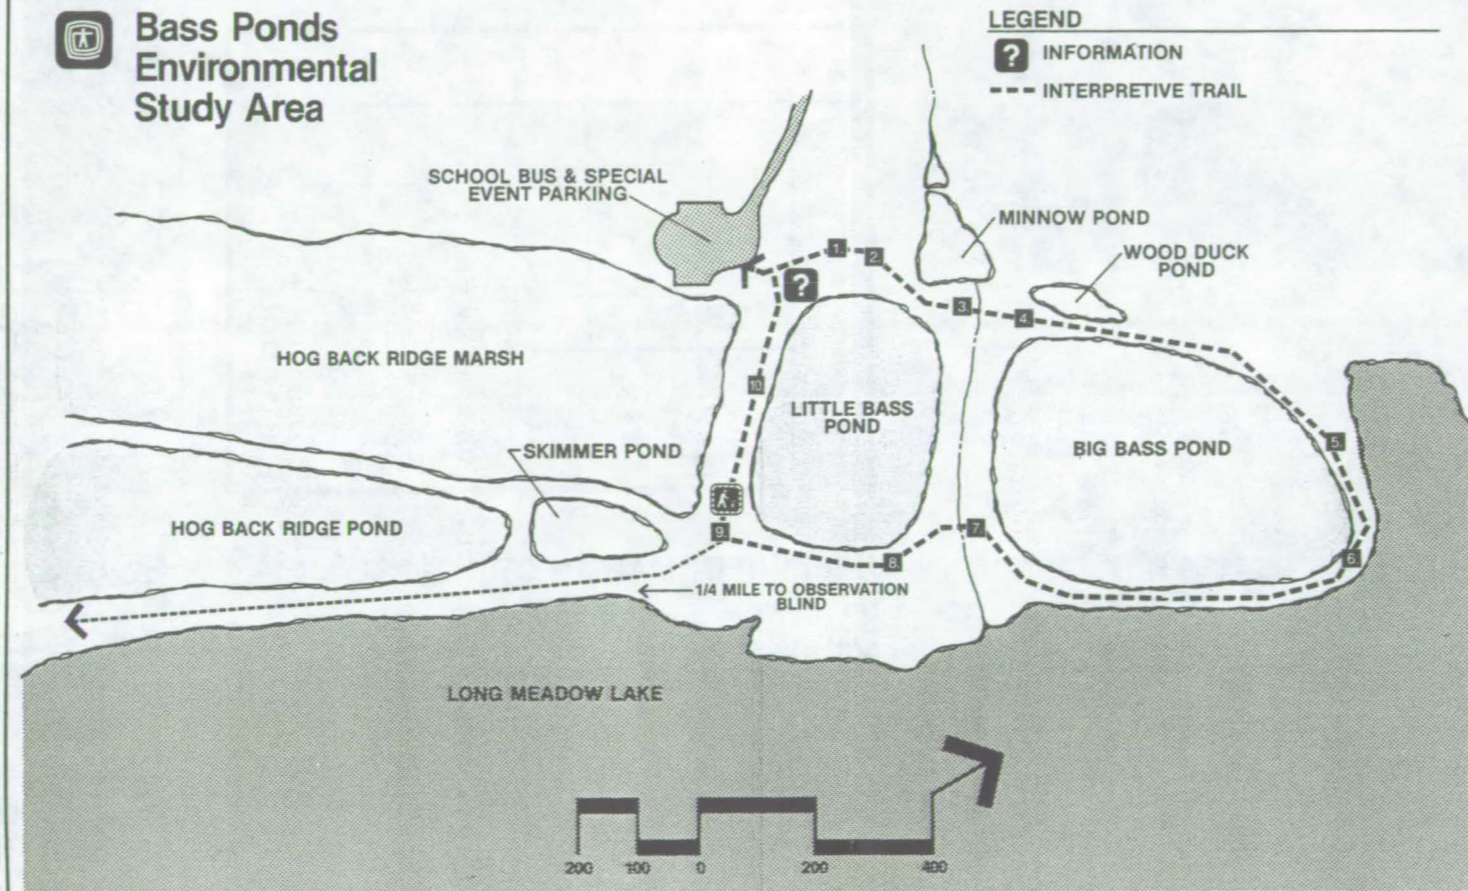 Bass Ponds
Environmental
Study Area
LEGEND
? INFORMATION
INTERPRETIVE TRAIL
SCHOOL BUS & SPECIAL
EVENT PARKING
MINNOW POND
WOOD DUCK
POND
1.
2.
?
3.
4.
HOG BACK RIDGE MARSH
10
LITTLE BASS
POND
5.
BIG BASS POND
SKIMMER POND
HOG BACK RIDGE POND
9.
7.
8.
6.
1/4 MILE TO OBSERVATION
BLIND
LONG MEADOW LAKE
200 100 0 200 400